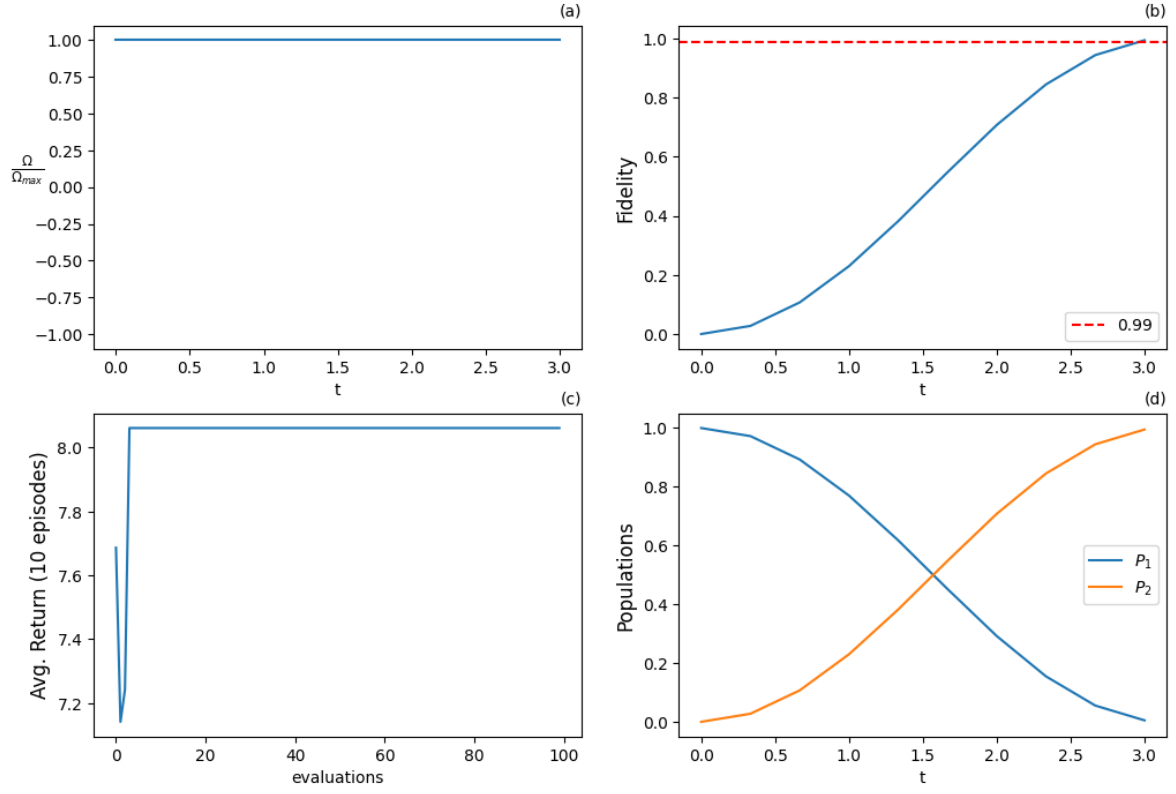 (a)
1.00
0.75
0.50
0.25
0.00
−0.25
−0.50
−0.75
−1.00
Ω
Ωmax
0.0 0.5 1.0 1.5 2.0 2.5 3.0
t
(b)
1.0
0.8
0.6
0.4
0.2
0.0
Fidelity
0.99
0.0 0.5 1.0 1.5 2.0 2.5 3.0
t
(c)
8.0
7.8
7.6
7.4
7.2
Avg. Return (10 episodes)
0 20 40 60 80 100
evaluations
(d)
1.0
0.8
0.6
0.4
0.2
0.0
Populations
P1
P2
0.0 0.5 1.0 1.5 2.0 2.5 3.0
t